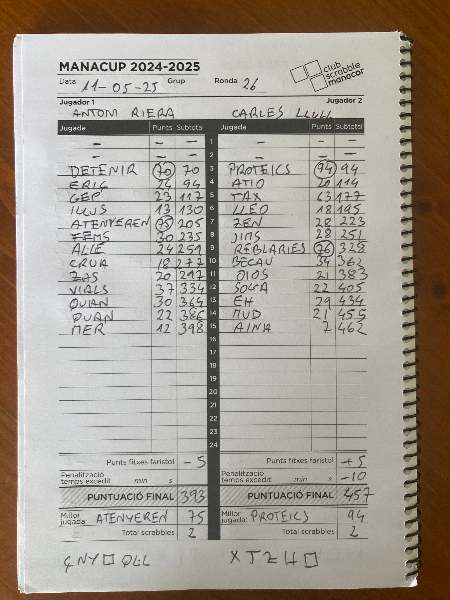 MANACUP 2024-2025
club scrabble manacor
Data 11-05-25 Grup Ronda 26
Jugador 1 Jugador 2
ANTONI RIERA CARLES LLULL
Jugada Punts Subtotal Jugada Punts Subtotal
- - - 1 - - -
- - - 2 - - -
DETENIR 70 70 3 PROTEICS 94 94
ERIC 24 94 4 ATIO 20 114
GEP 23 117 5 TAX 63 177
ILLUS 13 130 6 LLEO 18 195
ATENYEREN 75 205 7 ZEN 28 223
FEMS 30 235 8 JINS 28 251
ALIE 24 259 9 REBLARIES 76 328
CRUA 18 277 10 BECAU 34 362
ZAS 20 297 11 DIOS 21 383
VIALS 37 334 12 SOGA 22 405
QUIAN 30 364 13 EH 29 434
QUAN 22 386 14 MUD 21 455
MER 12 398 15 AINA 7 462
16
17
18
19
20
21
22
23
24
Punts fitxes faristol -5 Punts fitxes faristol +5
Penalització temps excedit min s Penalització temps excedit min s -10
PUNTUACIÓ FINAL 393 PUNTUACIÓ FINAL 457
Millor jugada: ATENYEREN 75 Millor jugada: PROTEICS 94
Total scrabbles 2 Total scrabbles 2